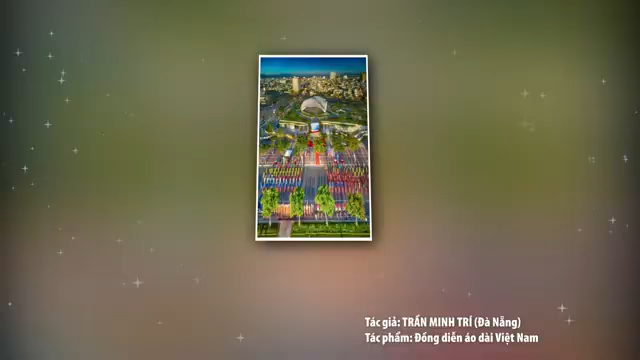 Tác giả: TRẦN MINH TRÍ (Đà Nẵng)
Tác phẩm: Đồng diễn áo dài Việt Nam